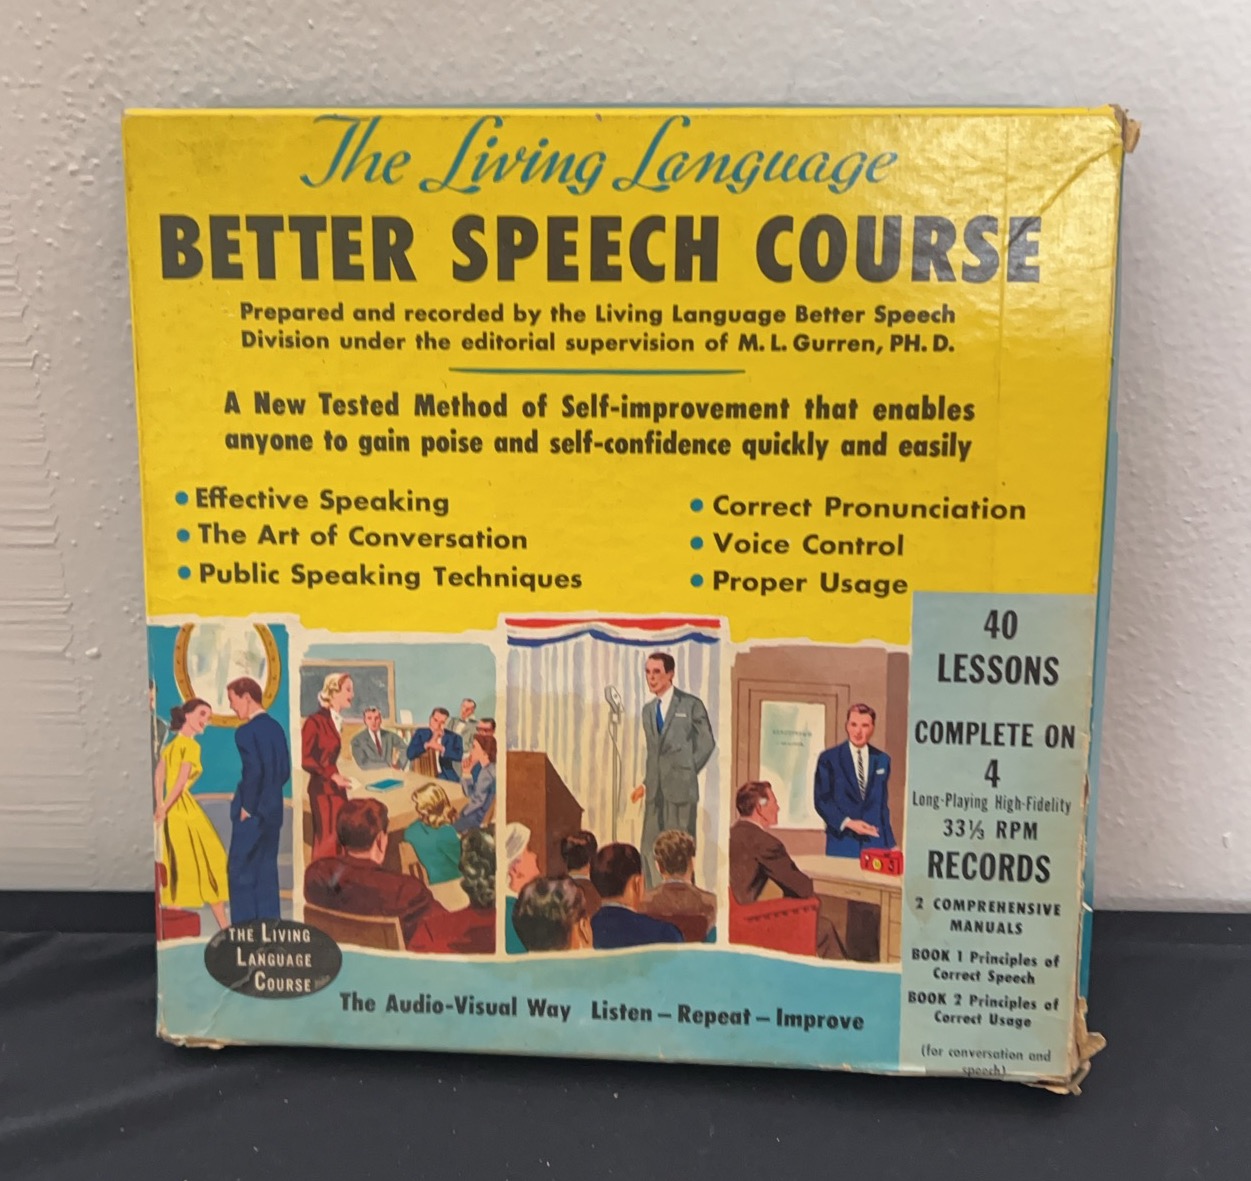 The Living Language
BETTER SPEECH COURSE
Prepared and recorded by the Living Language Better Speech
Division under the editorial supervision of M. L. Gurren, PH. D.
A New Tested Method of Self-improvement that enables
anyone to gain poise and self-confidence quickly and easily
• Effective Speaking
• The Art of Conversation
• Public Speaking Techniques
• Correct Pronunciation
• Voice Control
• Proper Usage
40
LESSONS
COMPLETE ON
4
Long-Playing High-Fidelity
33⅓ RPM
RECORDS
2 COMPREHENSIVE
MANUALS
BOOK 1 Principles of
Correct Speech
BOOK 2 Principles of
Correct Usage
(for conversation and
speech)
THE LIVING
LANGUAGE
COURSE
The Audio-Visual Way Listen – Repeat – Improve